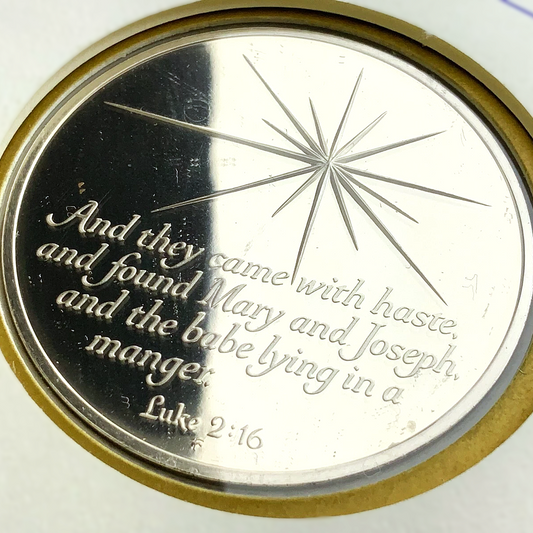 And they came with haste,
and found Mary and Joseph,
and the babe lying in a
manger.
Luke 2:16